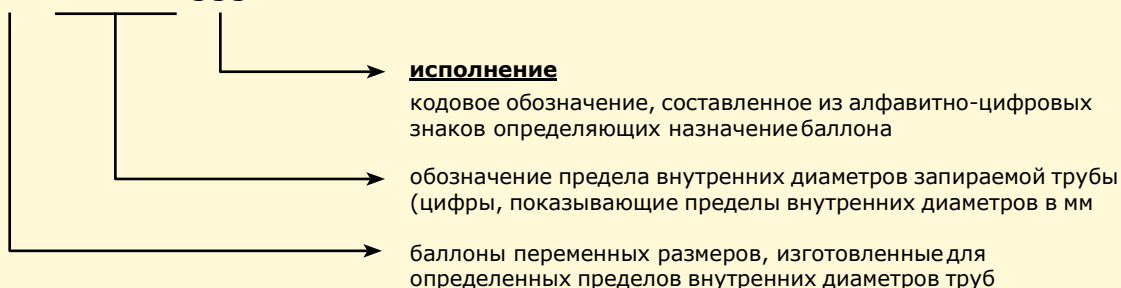 исполнение
кодовое обозначение, составленное из алфавитно-цифровых
знаков определяющих назначение баллона
обозначение предела внутренних диаметров запираемой трубы
(цифры, показывающие пределы внутренних диаметров в мм
баллоны переменных размеров, изготовленные для
определенных пределов внутренних диаметров труб